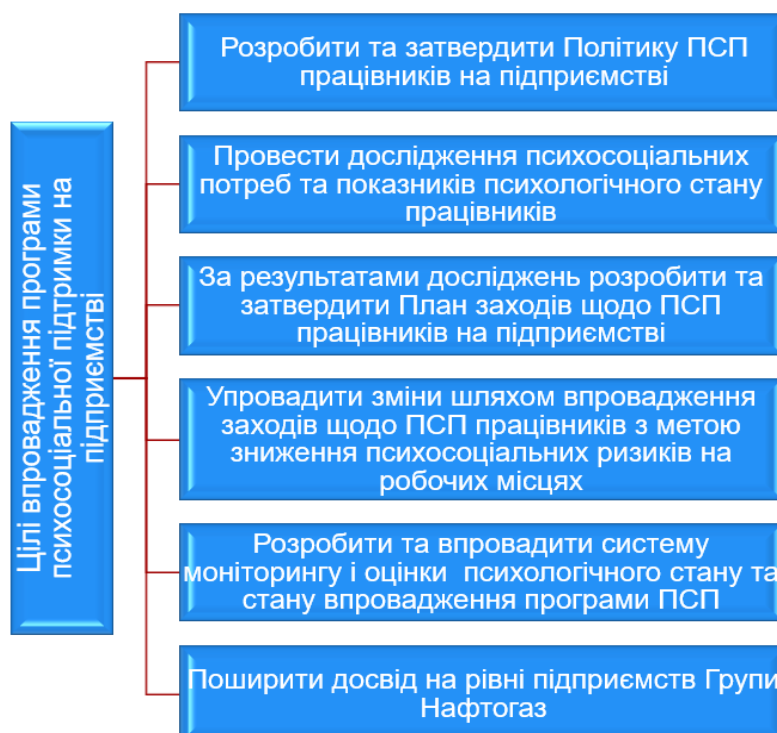 Цілі впровадження програми
психосоціальної підтримки на
підприємстві
Розробити та затвердити Політику ПСП
працівників на підприємстві
Провести дослідження психосоціальних
потреб та показників психологічного стану
працівників
За результатами досліджень розробити та
затвердити План заходів щодо ПСП
працівників на підприємстві
Упровадити зміни шляхом впровадження
заходів щодо ПСП працівників з метою
зниження психосоціальних ризиків на
робочих місцях
Розробити та впровадити систему
моніторингу і оцінки психологічного стану та
стану впровадження програми ПСП
Поширити досвід на рівні підприємств Групи
Нафтогаз